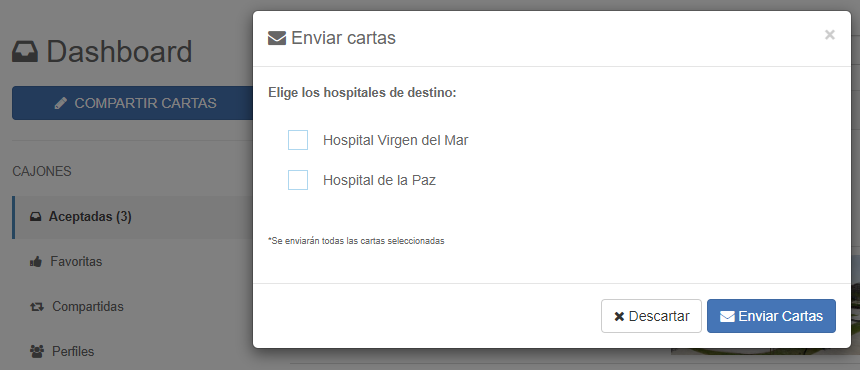 Dashboard
COMPARTIR CARTAS
CAJONES
Aceptadas (3)
Favoritas
Compartidas
Perfiles
Enviar cartas
×
Elige los hospitales de destino:
Hospital Virgen del Mar
Hospital de la Paz
*Se enviarán todas las cartas seleccionadas
Descartar
Enviar Cartas